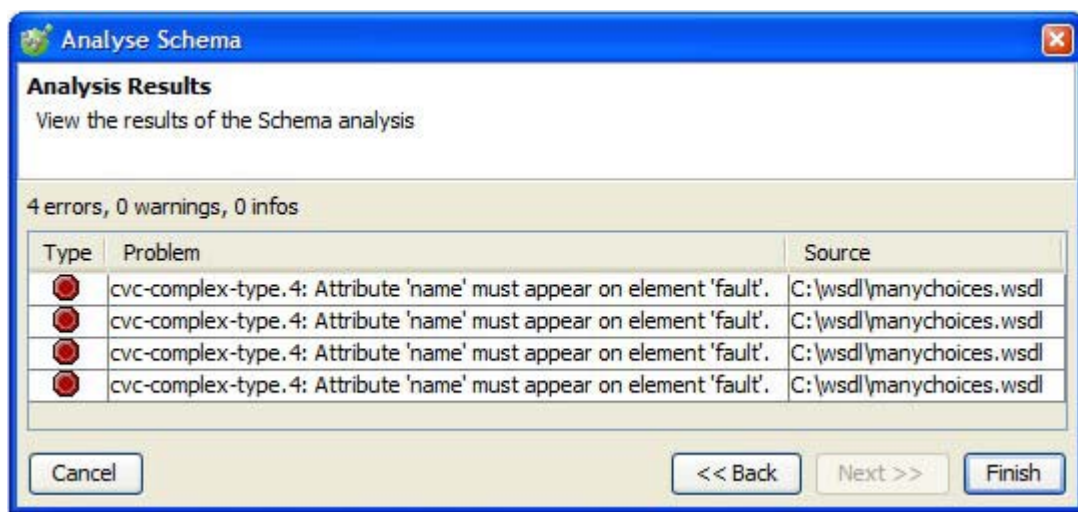 Analyse Schema
Analysis Results
View the results of the Schema analysis
4 errors, 0 warnings, 0 infos
Type Problem Source
cvc-complex-type.4: Attribute 'name' must appear on element 'fault'. C:\wsdl\manychoices.wsdl
cvc-complex-type.4: Attribute 'name' must appear on element 'fault'. C:\wsdl\manychoices.wsdl
cvc-complex-type.4: Attribute 'name' must appear on element 'fault'. C:\wsdl\manychoices.wsdl
cvc-complex-type.4: Attribute 'name' must appear on element 'fault'. C:\wsdl\manychoices.wsdl
Cancel << Back Next >> Finish